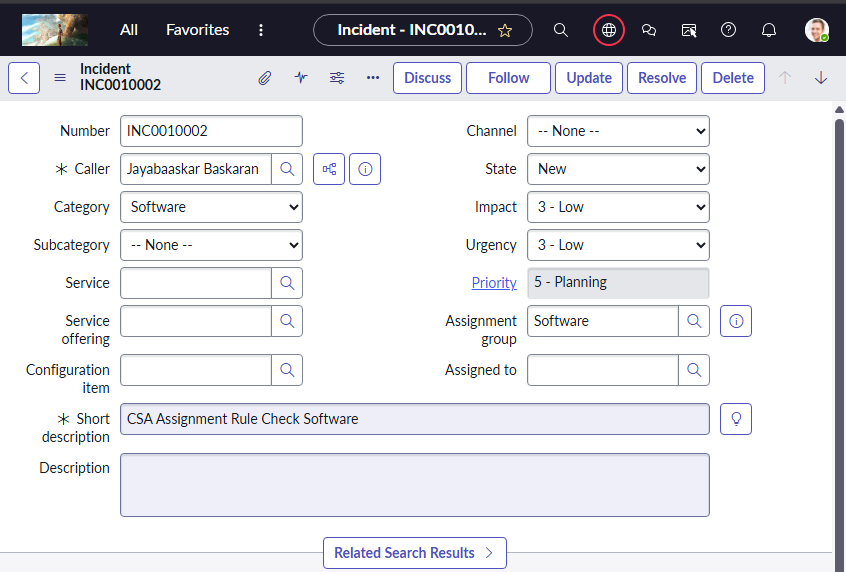 All Favorites Incident - INC0010...
Incident
INC0010002
Discuss Follow Update Resolve Delete
Number INC0010002 Channel -- None --
Caller Jayabaaskar Baskaran State New
Category Software Impact 3 - Low
Subcategory -- None -- Urgency 3 - Low
Service Priority 5 - Planning
Service
offering
Assignment
group
Software
Configuration
item
Assigned to
Short
description
CSA Assignment Rule Check Software
Description
Related Search Results